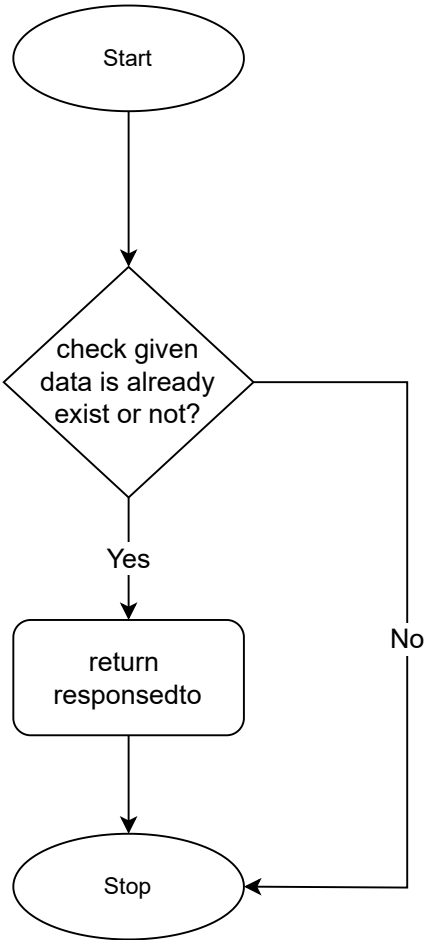 Start
check given
data is already
exist or not?
Yes
No
return
responsedto
Stop